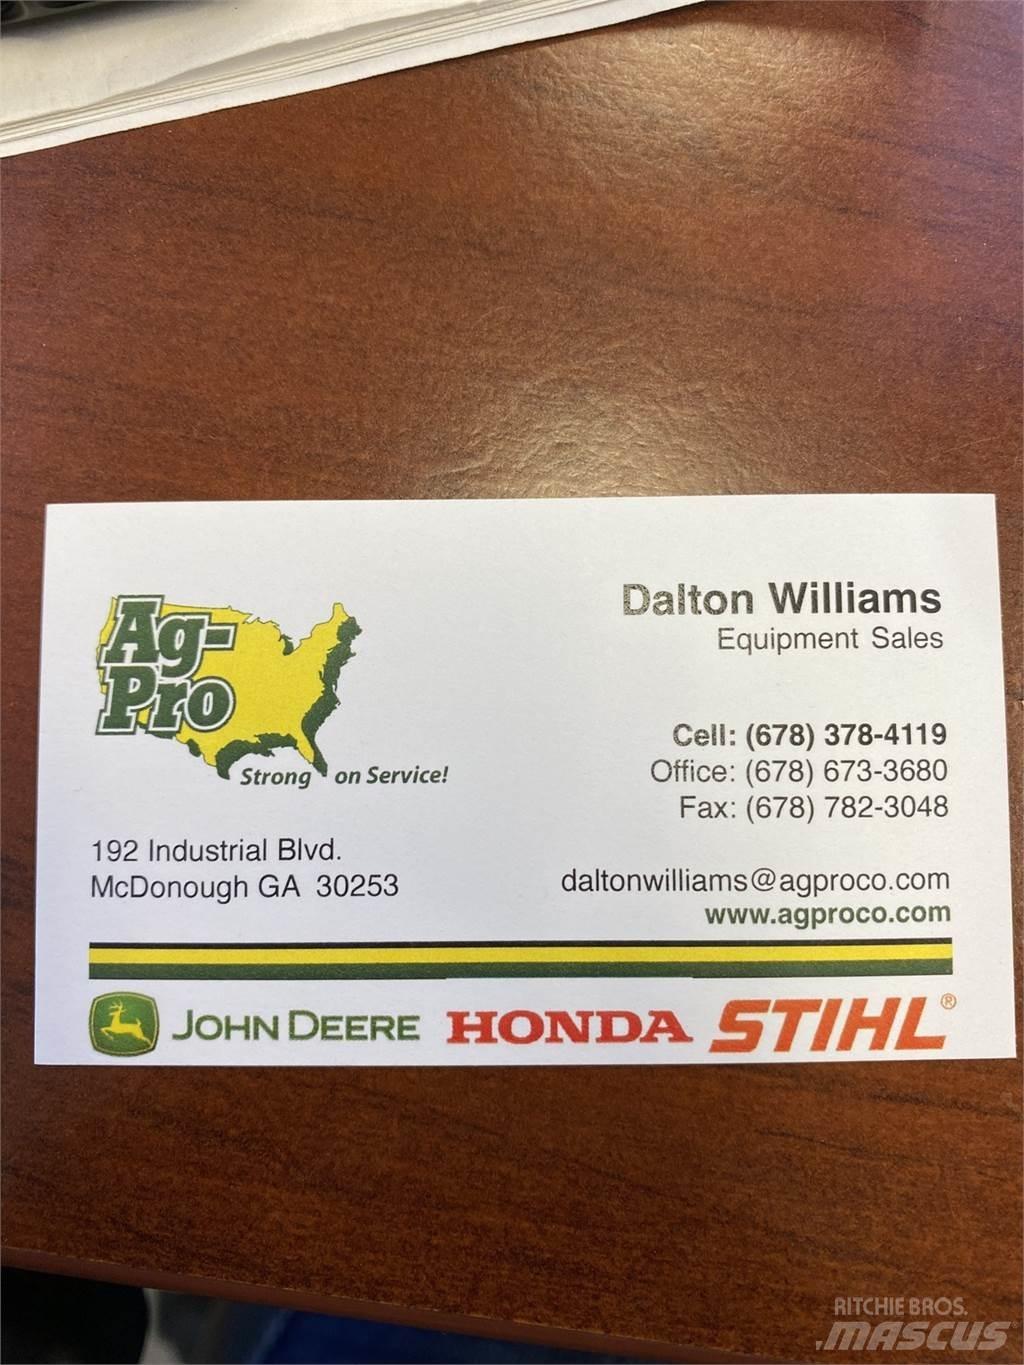 Ag-
Pro
Strong on Service!
192 Industrial Blvd.
McDonough GA 30253
Dalton Williams
Equipment Sales
Cell: (678) 378-4119
Office: (678) 673-3680
Fax: (678) 782-3048
daltonwilliams@agproco.com
www.agproco.com
JOHN DEERE HONDA STIHL®
RITCHIE BROS.
MASCUS